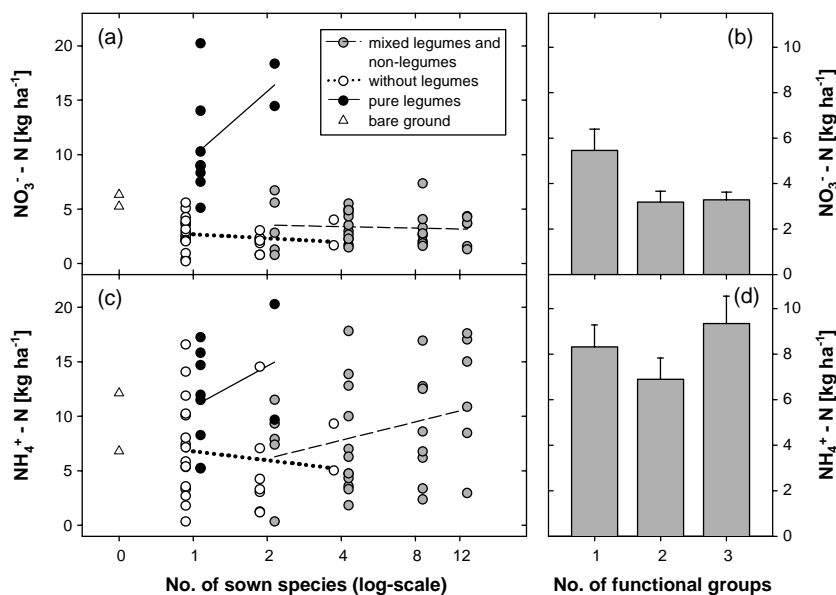 (a)
NO₃⁻ - N [kg ha⁻¹]
20
15
10
5
0
mixed legumes and
non-legumes
without legumes
pure legumes
bare ground
(b)
10
8
6
4
2
0
NO₃⁻ - N [kg ha⁻¹]
(c)
NH₄⁺ - N [kg ha⁻¹]
20
15
10
5
0
0 1 2 4 8 12
No. of sown species (log-scale)
(d)
10
8
6
4
2
0
NH₄⁺ - N [kg ha⁻¹]
1 2 3
No. of functional groups